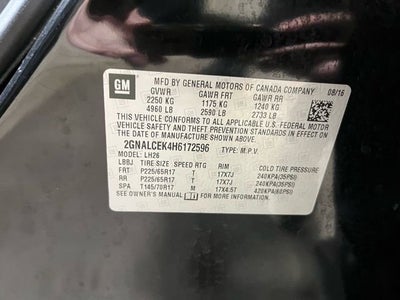 GM
MFD BY GENERAL MOTORS OF CANADA COMPANY
GVWR GAWR FRT GAWR RR 08/16
2250 KG 1175 KG 1240 KG
4960 LB 2590 LB 2733 LB
THIS VEHICLE CONFORMS TO ALL APPLICABLE U.S. FEDERAL
MOTOR VEHICLE SAFETY AND THEFT PREVENTION STANDARDS IN EFFECT ON THE
DATE OF MANUFACTURE SHOWN ABOVE.
2GNALCEK4H6172596 TYPE: M.P.V.
MODEL: LH26
LBBJ TIRE SIZE SPEED RTG RIM COLD TIRE PRESSURE
FRT P225/65R17 T 17X7J 240KPA(35PSI)
RR P225/65R17 T 17X7J 240KPA(35PSI)
SPA T145/70R17 M 17X4.5T 420KPA(60PSI)
SEE OWNER'S MANUAL FOR MORE INFORMATION.